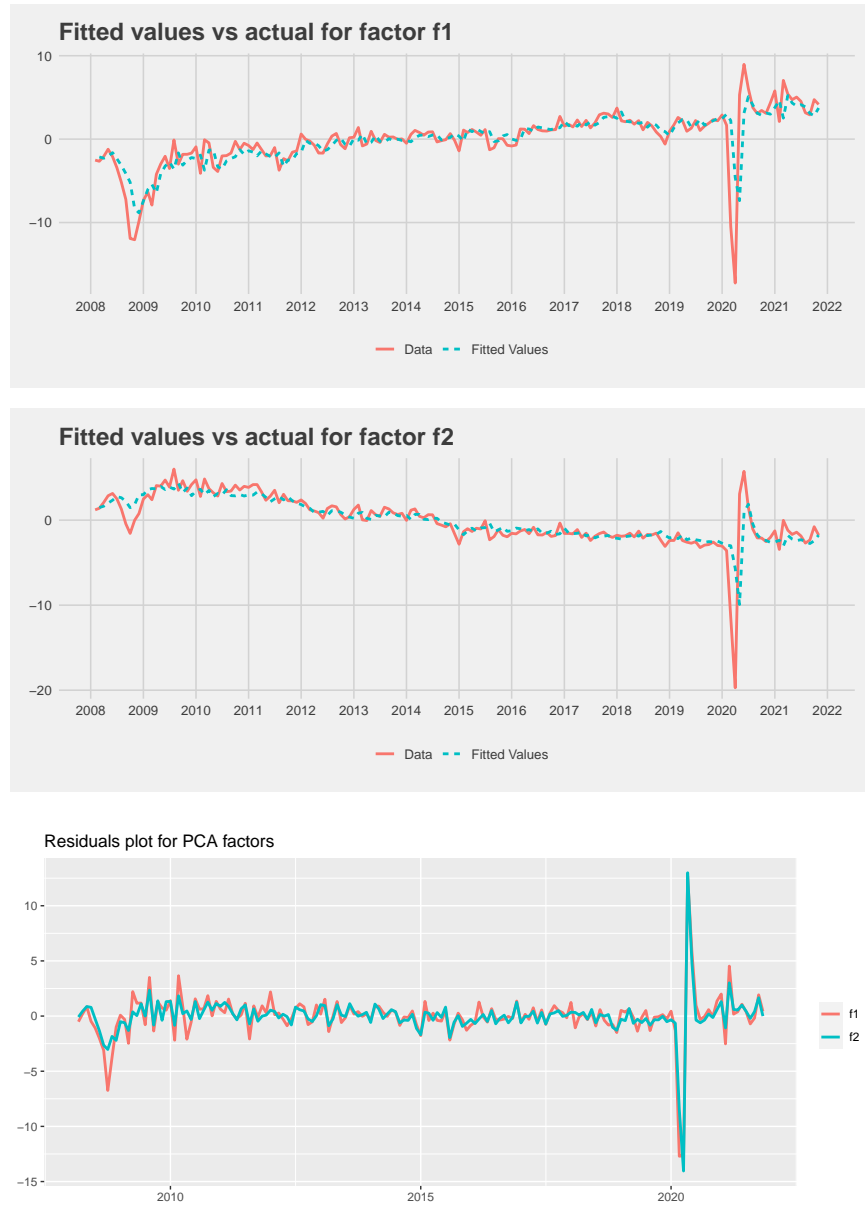 Fitted values vs actual for factor f1
10
0
−10
2008 2009 2010 2011 2012 2013 2014 2015 2016 2017 2018 2019 2020 2021 2022
Data Fitted Values
Fitted values vs actual for factor f2
0
−10
−20
2008 2009 2010 2011 2012 2013 2014 2015 2016 2017 2018 2019 2020 2021 2022
Data Fitted Values
Residuals plot for PCA factors
10
5
0
f1
f2
−5
−10
−15
2010 2015 2020